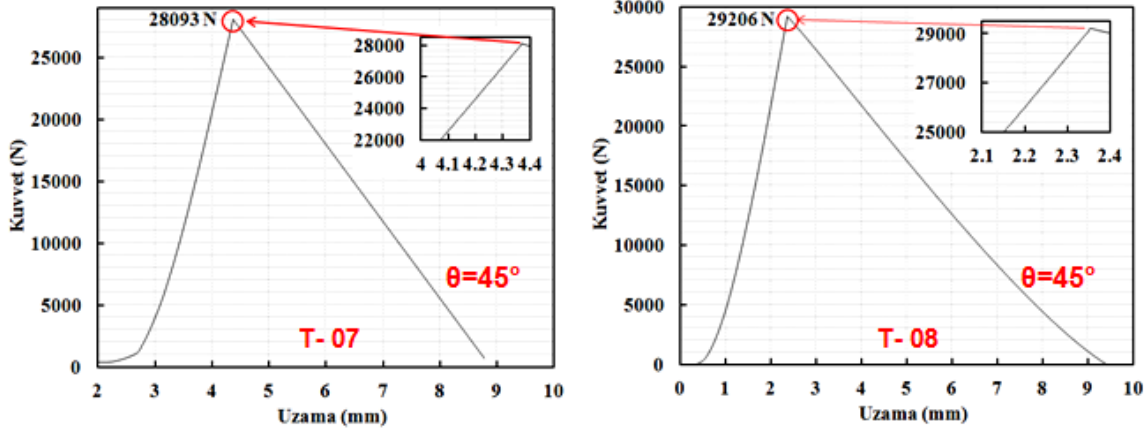 28093 N
25000
20000
15000
10000
5000
0
Kuvvet (N)
28000
26000
24000
22000
4 4.1 4.2 4.3 4.4
θ=45°
T- 07
2 3 4 5 6 7 8 9 10
Uzama (mm)
30000
29206 N
25000
20000
15000
10000
5000
0
Kuvvet (N)
29000
27000
25000
2.1 2.2 2.3 2.4
θ=45°
T- 08
0 1 2 3 4 5 6 7 8 9 10
Uzama (mm)